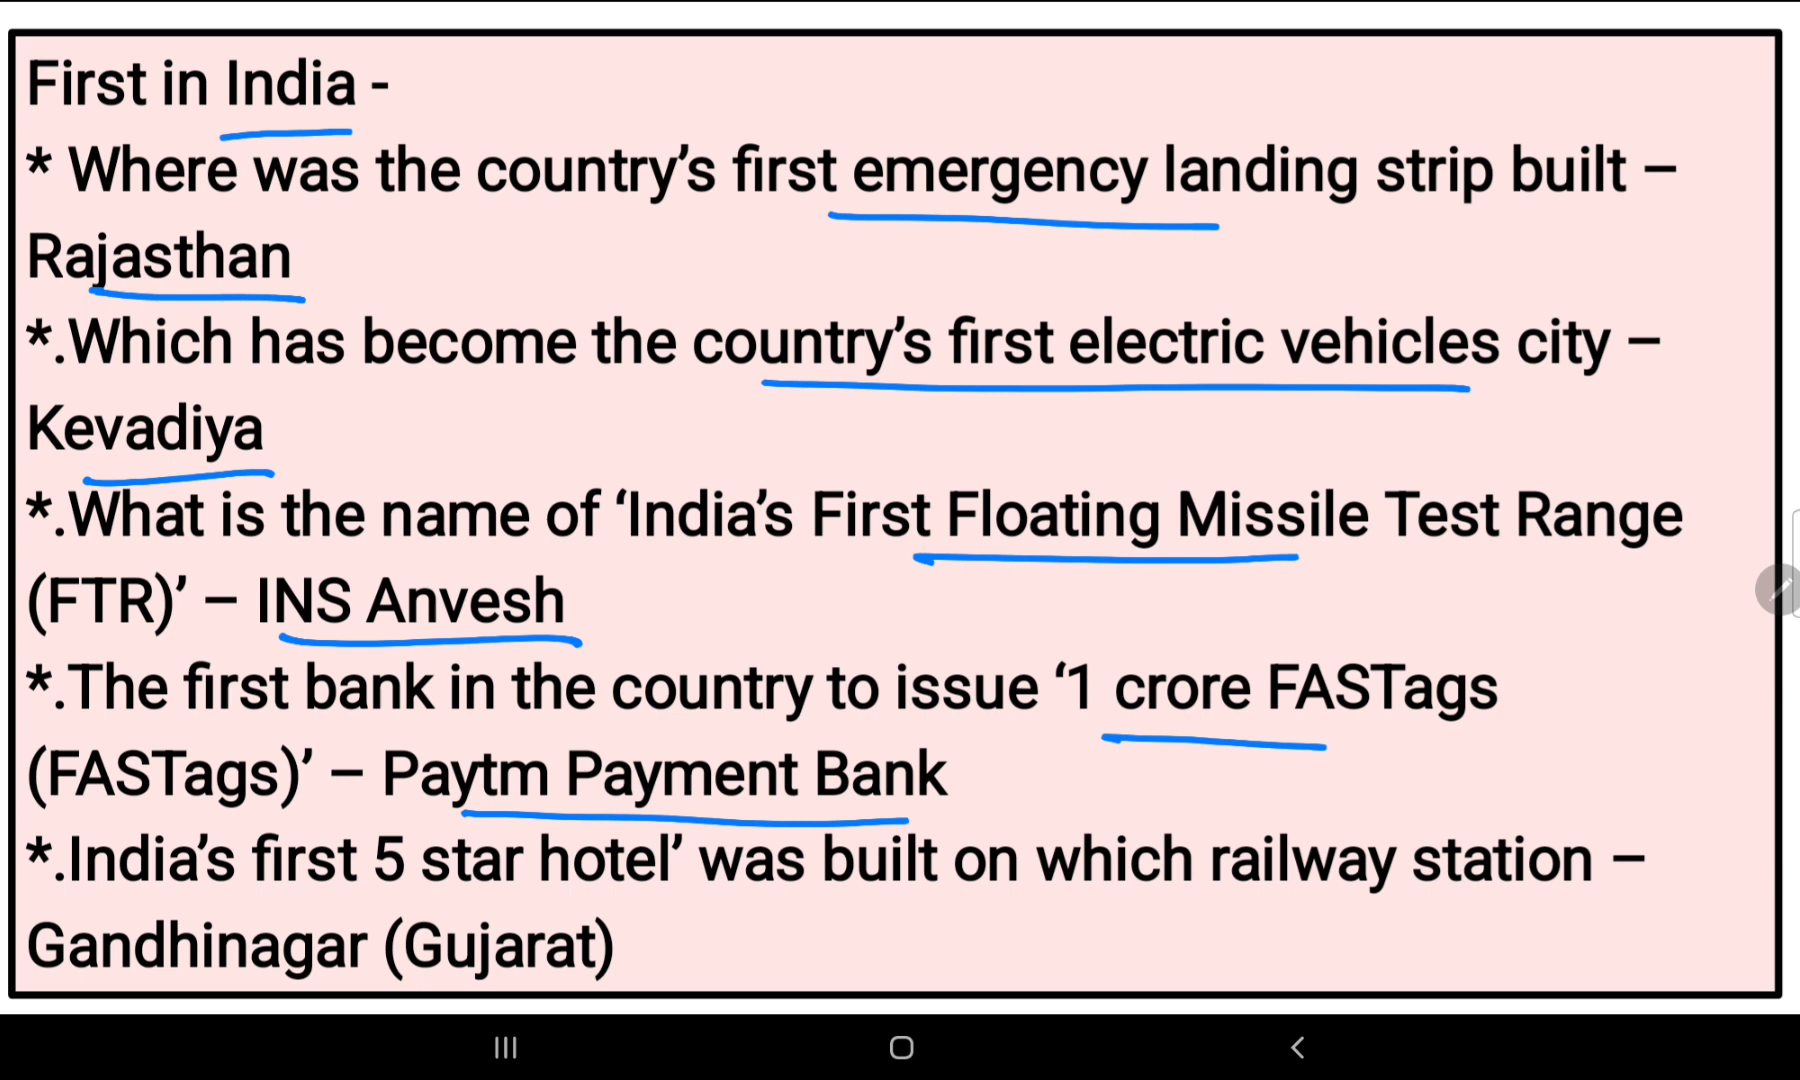 First in India -
* Where was the country’s first emergency landing strip built –
Rajasthan
*.Which has become the country’s first electric vehicles city –
Kevadiya
*.What is the name of ‘India’s First Floating Missile Test Range
(FTR)’ – INS Anvesh
*.The first bank in the country to issue ‘1 crore FASTags
(FASTags)’ – Paytm Payment Bank
*.India’s first 5 star hotel’ was built on which railway station –
Gandhinagar (Gujarat)